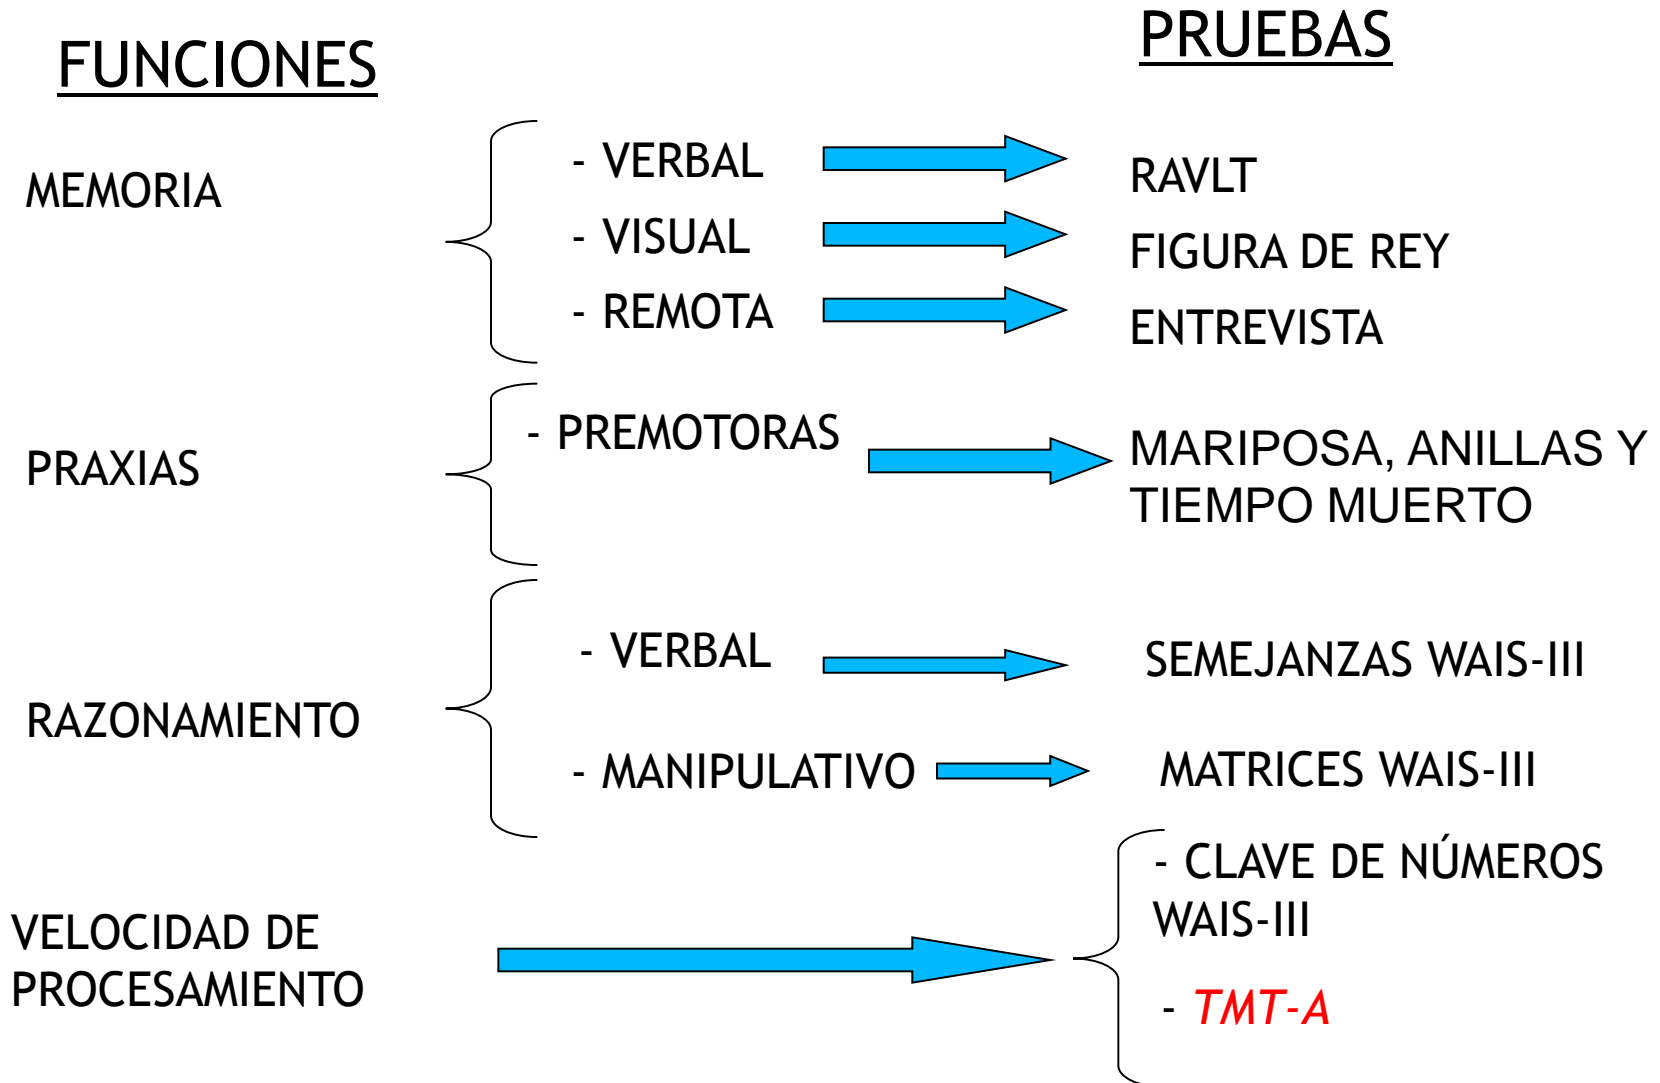 FUNCIONES
PRUEBAS
MEMORIA
- VERBAL
RAVLT
- VISUAL
FIGURA DE REY
- REMOTA
ENTREVISTA
PRAXIAS
- PREMOTORAS
MARIPOSA, ANILLAS Y
TIEMPO MUERTO
RAZONAMIENTO
- VERBAL
SEMEJANZAS WAIS-III
- MANIPULATIVO
MATRICES WAIS-III
VELOCIDAD DE
PROCESAMIENTO
- CLAVE DE NÚMEROS
WAIS-III
- TMT-A